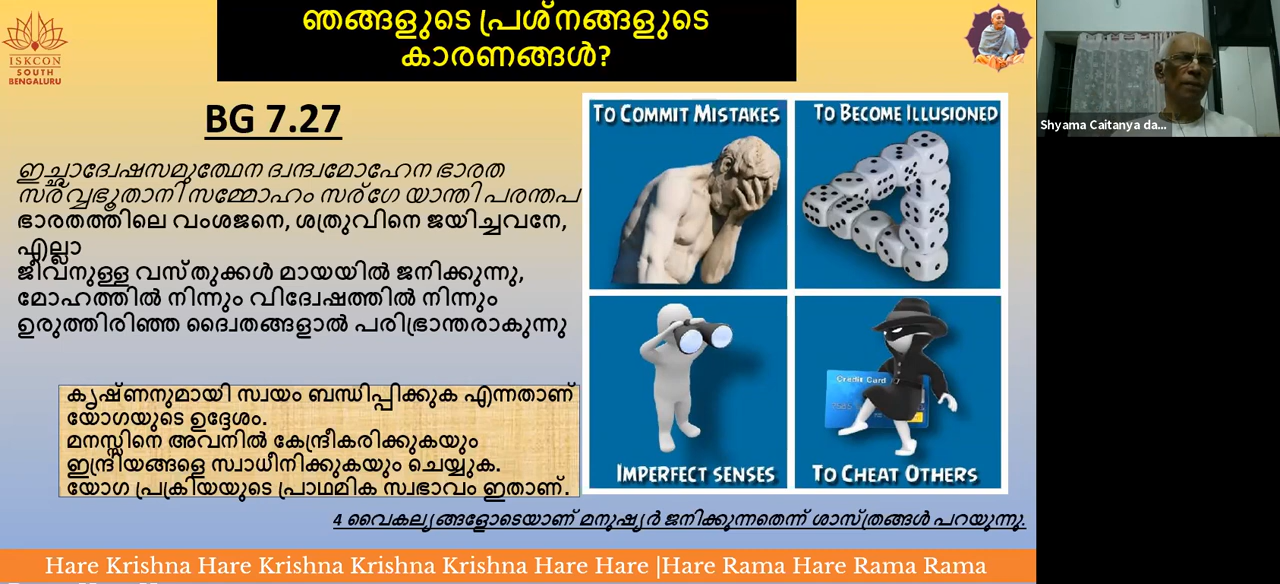 ഞങ്ങളുടെ പ്രശ്നങ്ങളുടെ
കാരണങ്ങൾ?
ISKCON
SOUTH
BENGALURU
BG 7.27
ഇച്ഛാദ്വേഷസമുത്ഥേന ദ്വന്ദ്വമോഹേന ഭാരത
സർവ്വഭൂതാനി സമ്മോഹം സര്ഗേ യാന്തി പരന്തപ
ഭാരതത്തിലെ വംശജനെ, ശത്രുവിനെ ജയിച്ചവനേ,
എല്ലാ
ജീവനുള്ള വസ്തുക്കൾ മായയിൽ ജനിക്കുന്നു,
മോഹത്തിൽ നിന്നും വിദ്വേഷത്തിൽ നിന്നും
ഉരുത്തിരിഞ്ഞ ദ്വൈതങ്ങളാൽ പരിഭ്രാന്തരാകുന്നു
കൃഷ്ണനുമായി സ്വയം ബന്ധിപ്പിക്കുക എന്നതാണ്
യോഗയുടെ ഉദ്ദേശം.
മനസ്സിനെ അവനിൽ കേന്ദ്രീകരിക്കുകയും
ഇന്ദ്രിയങ്ങളെ സ്വാധീനിക്കുകയും ചെയ്യുക.
യോഗ പ്രക്രിയയുടെ പ്രാഥമിക സ്വഭാവം ഇതാണ്.
TO COMMIT MISTAKES
TO BECOME ILLUSIONED
IMPERFECT SENSES
Credit Card
TO CHEAT OTHERS
4 വൈകല്യങ്ങളോടെയാണ് മനുഷ്യർ ജനിക്കുന്നതെന്ന് ശാസ്ത്രങ്ങൾ പറയുന്നു.
Hare Krishna Hare Krishna Krishna Krishna Hare Hare |Hare Rama Hare Rama Rama
Shyama Caitanya da...